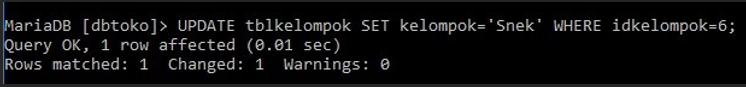 MariaDB [dbtoko]> UPDATE tblkelompok SET kelompok='Snek' WHERE idkelompok=6;
Query OK, 1 row affected (0.01 sec)
Rows matched: 1  Changed: 1  Warnings: 0